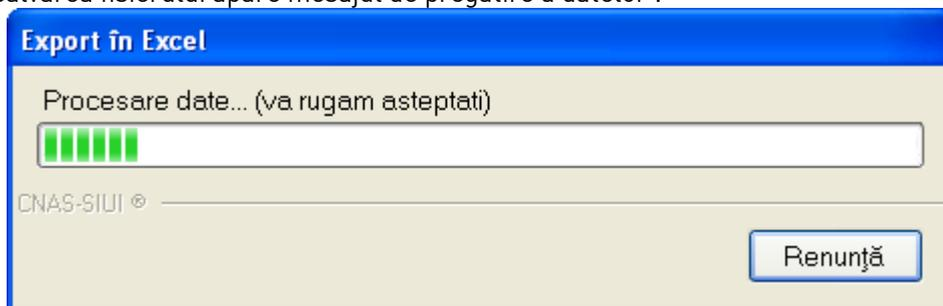 Export în Excel
Procesare date... (va rugam asteptati)
CNAS-SIUI ®
Renunţă